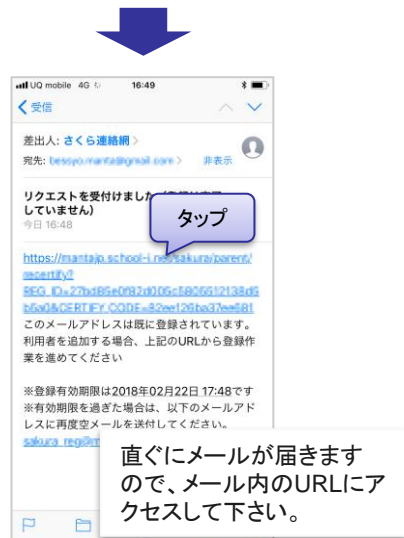 UQ mobile 4G 16:49
受信
差出人: さくら連絡網
宛先: 非表示
リクエストを受付けました
していません）
今日 16:48
タップ
https://mantajp.school-i.net/sakura/parent/
recertify?
このメールアドレスは既に登録されています。
利用者を追加する場合、上記のURLから登録作
業を進めてください
※登録有効期限は2018年02月22日 17:48です
※有効期限を過ぎた場合は、以下のメールアド
レスに再度空メールを送付してください。
直ぐにメールが届きます
ので、メール内のURLにア
クセスして下さい。